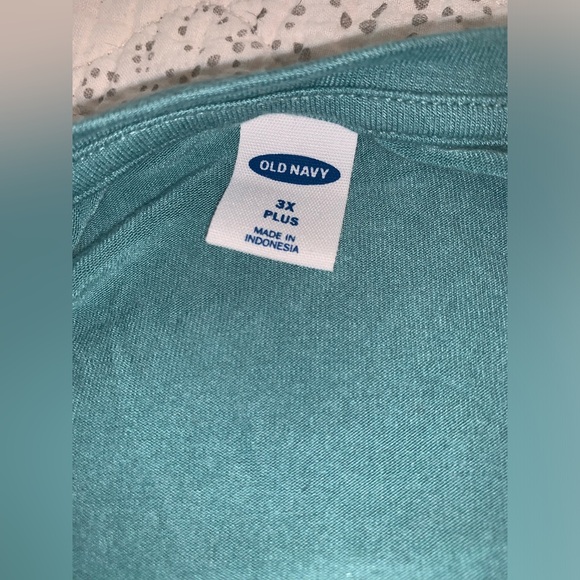 OLD NAVY
3X
PLUS
MADE IN
INDONESIA